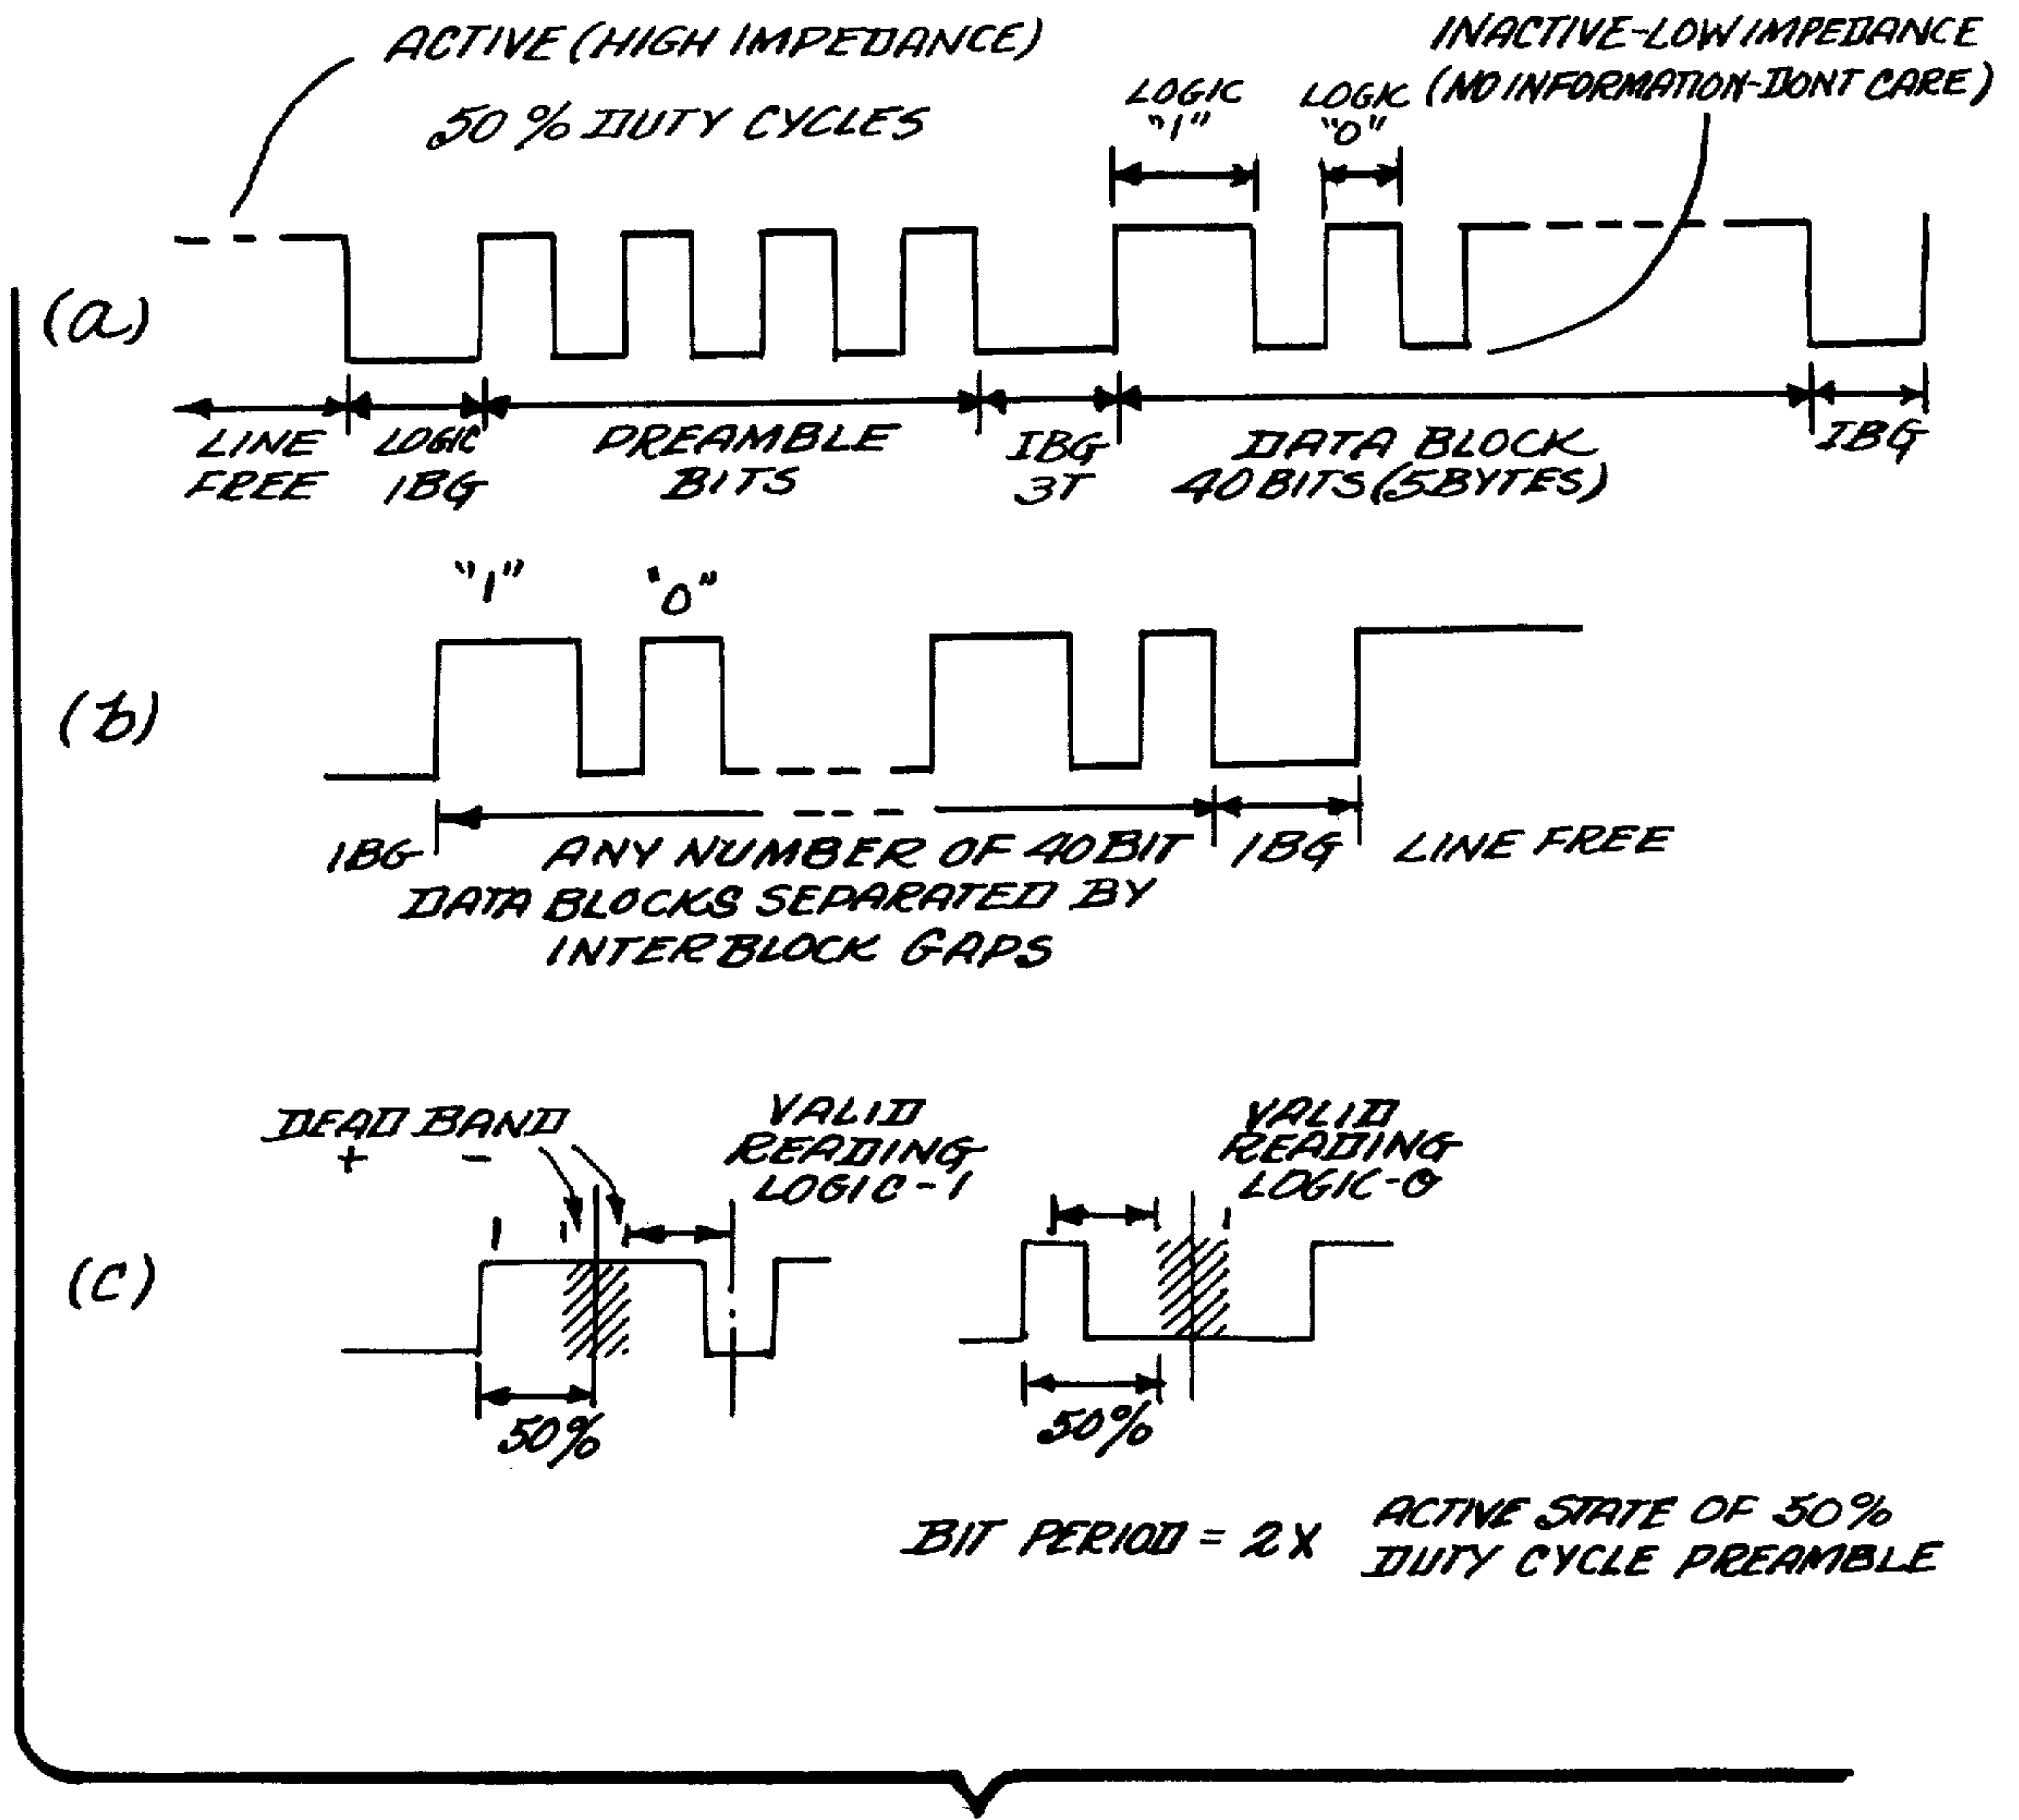 ACTIVE (HIGH IMPEDANCE)
50% DUTY CYCLES
INACTIVE-LOW IMPEDANCE
(NO INFORMATION-DONT CARE)
LOGIC
"1"
LOGIC
"0"
(a)
LINE
FREE
LOGIC
IBG
PREAMBLE
BITS
IBG
3T
DATA BLOCK
40 BITS (5 BYTES)
IBG
"1"
"0"
(b)
IBG
ANY NUMBER OF 40 BIT
DATA BLOCKS SEPARATED BY
INTERBLOCK GAPS
IBG
LINE FREE
DEAD BAND
+ -
VALID
READING
LOGIC-1
VALID
READING
LOGIC-0
(c)
50%
50%
BIT PERIOD = 2X
ACTIVE STATE OF 50%
DUTY CYCLE PREAMBLE